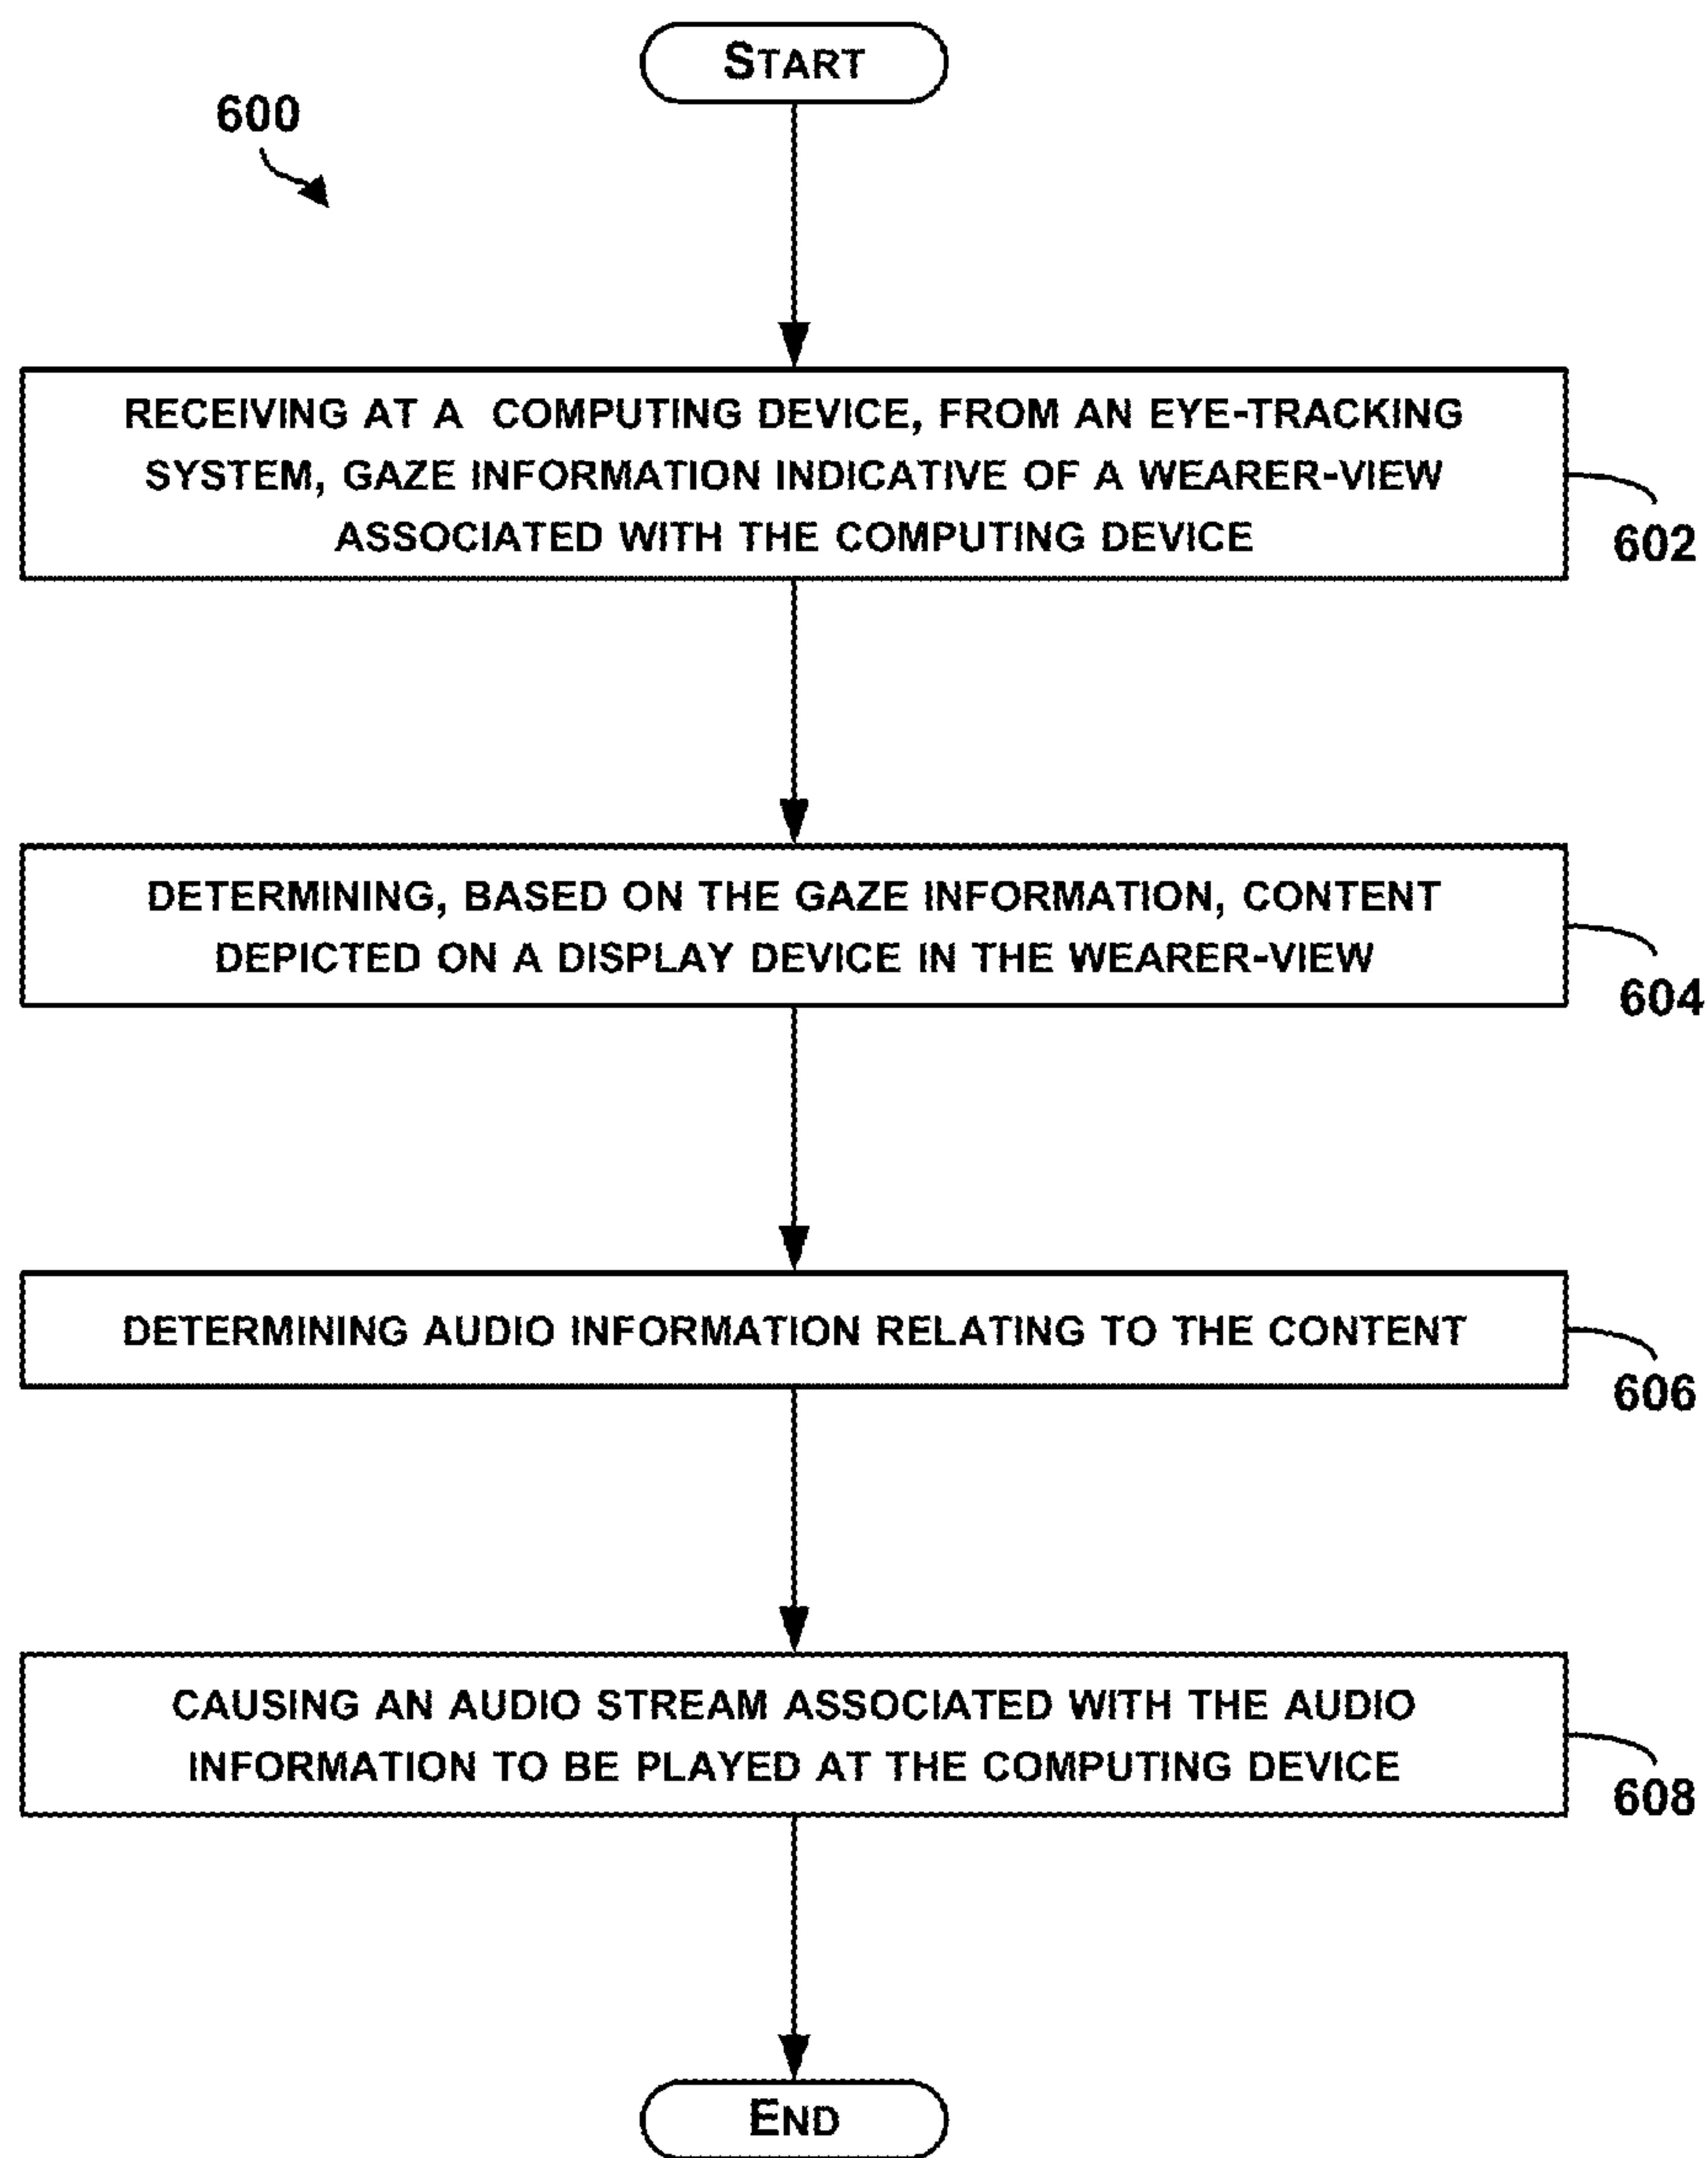 START
600
RECEIVING AT A COMPUTING DEVICE, FROM AN EYE-TRACKING
SYSTEM, GAZE INFORMATION INDICATIVE OF A WEARER-VIEW
ASSOCIATED WITH THE COMPUTING DEVICE
602
DETERMINING, BASED ON THE GAZE INFORMATION, CONTENT
DEPICTED ON A DISPLAY DEVICE IN THE WEARER-VIEW
604
DETERMINING AUDIO INFORMATION RELATING TO THE CONTENT
606
CAUSING AN AUDIO STREAM ASSOCIATED WITH THE AUDIO
INFORMATION TO BE PLAYED AT THE COMPUTING DEVICE
608
END